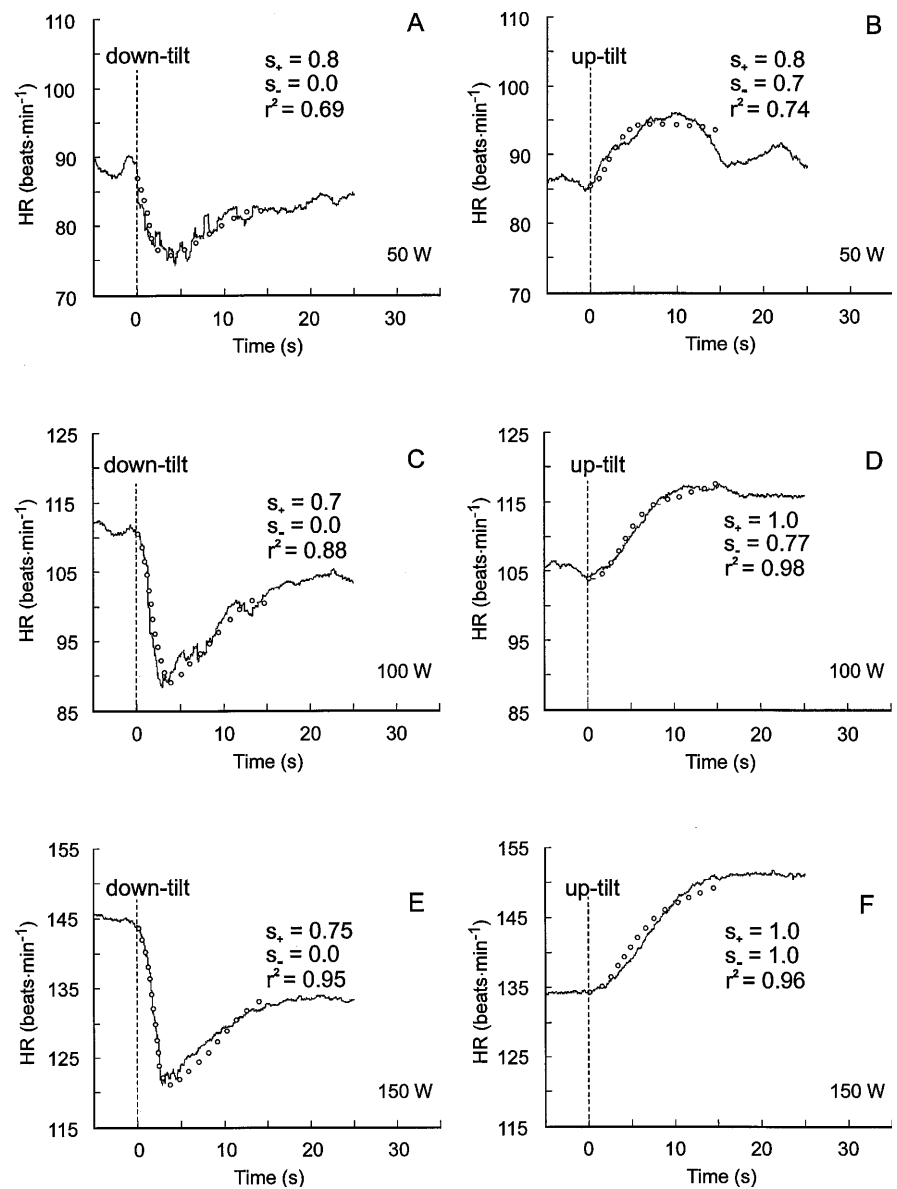 A
110
down-tilt
s₊ = 0.8
s₋ = 0.0
r² = 0.69
100
90
80
70
HR (beats·min⁻¹)
50 W
0 10 20 30
Time (s)
B
110
up-tilt
s₊ = 0.8
s₋ = 0.7
r² = 0.74
100
90
80
70
HR (beats·min⁻¹)
50 W
0 10 20 30
Time (s)
C
125
down-tilt
s₊ = 0.7
s₋ = 0.0
r² = 0.88
115
105
95
85
HR (beats·min⁻¹)
100 W
0 10 20 30
Time (s)
D
125
up-tilt
s₊ = 1.0
s₋ = 0.77
r² = 0.98
115
105
95
85
HR (beats·min⁻¹)
100 W
0 10 20 30
Time (s)
E
155
down-tilt
s₊ = 0.75
s₋ = 0.0
r² = 0.95
145
135
125
115
HR (beats·min⁻¹)
150 W
0 10 20 30
Time (s)
F
155
up-tilt
s₊ = 1.0
s₋ = 1.0
r² = 0.96
145
135
125
115
HR (beats·min⁻¹)
150 W
0 10 20 30
Time (s)